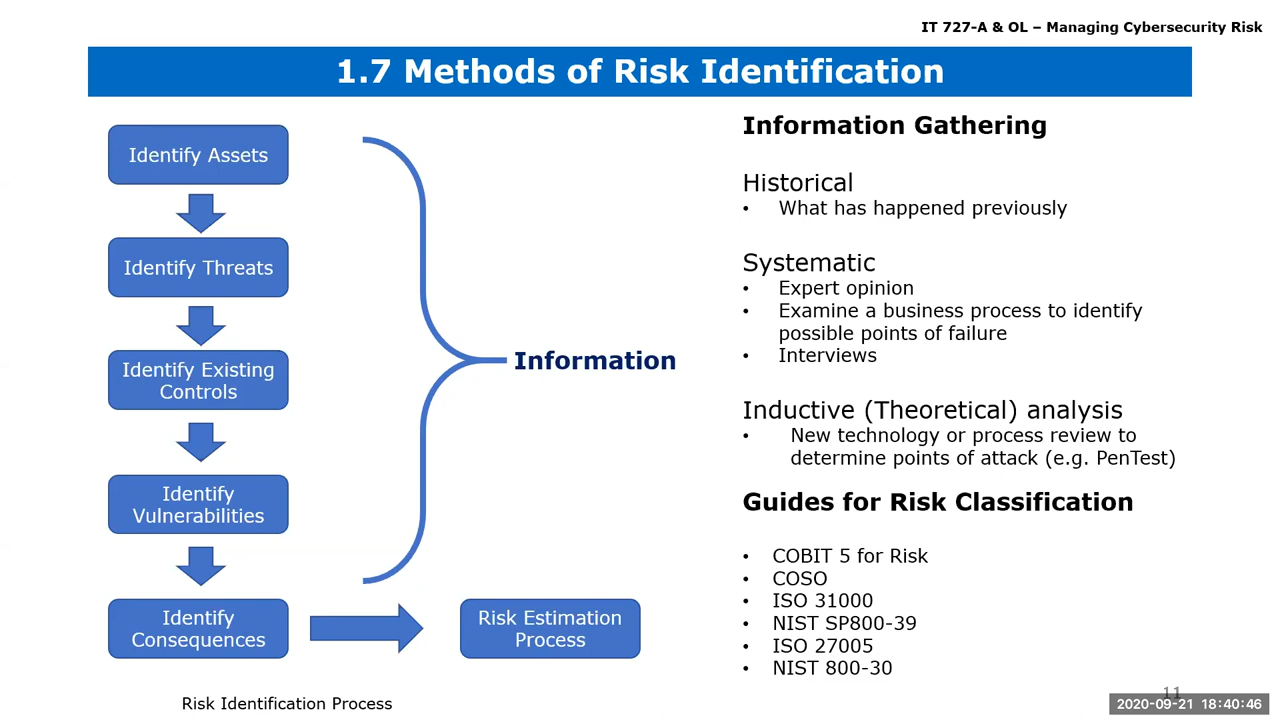 IT 727-A & OL – Managing Cybersecurity Risk
1.7 Methods of Risk Identification
Identify Assets
Identify Threats
Identify Existing
Controls
Identify
Vulnerabilities
Identify
Consequences
Risk Estimation
Process
Risk Identification Process
Information
Information Gathering
Historical
• What has happened previously
Systematic
• Expert opinion
• Examine a business process to identify
possible points of failure
• Interviews
Inductive (Theoretical) analysis
• New technology or process review to
determine points of attack (e.g. PenTest)
Guides for Risk Classification
• COBIT 5 for Risk
• COSO
• ISO 31000
• NIST SP800-39
• ISO 27005
• NIST 800-30
11
2020-09-21 18:40:46